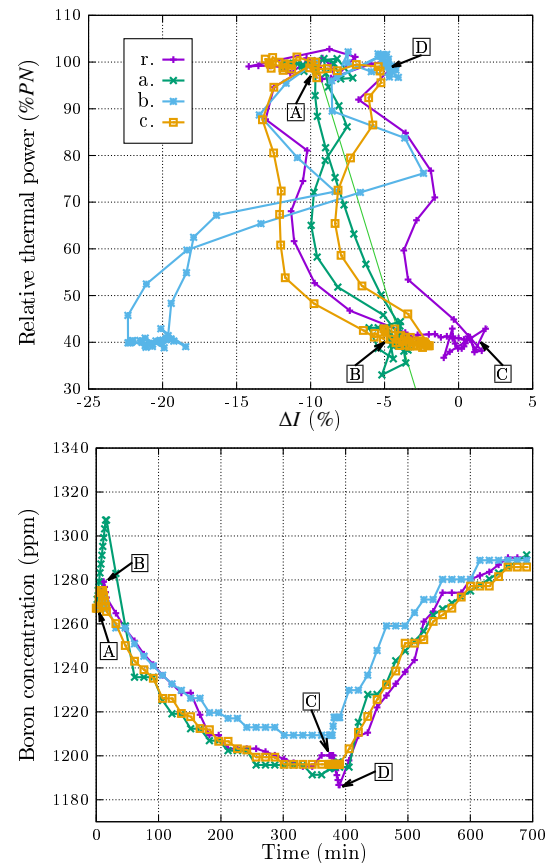 110
100
90
80
70
60
50
40
30
Relative thermal power (%PN)
r.
a.
b.
c.
A
B
C
D
-25 -20 -15 -10 -5 0 5
ΔI (%)
1340
1320
1300
1280
1260
1240
1220
1200
1180
Boron concentration (ppm)
B
A
C
D
0 100 200 300 400 500 600 700
Time (min)